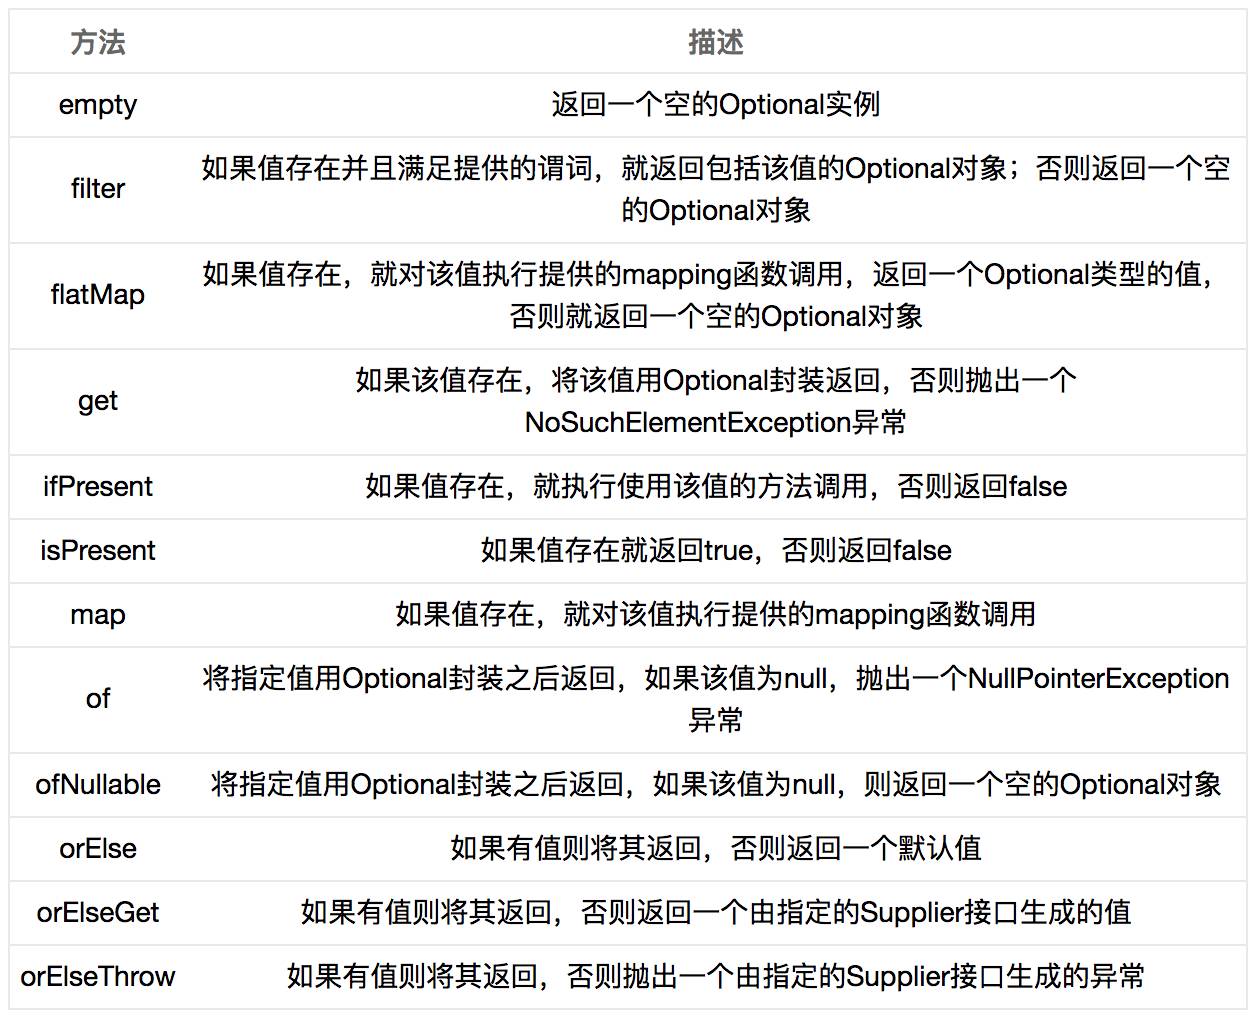 方法 描述
empty 返回一个空的Optional实例
filter 如果值存在并且满足提供的谓词，就返回包括该值的Optional对象；否则返回一个空
的Optional对象
flatMap 如果值存在，就对该值执行提供的mapping函数调用，返回一个Optional类型的值，
否则就返回一个空的Optional对象
get 如果该值存在，将该值用Optional封装返回，否则抛出一个
NoSuchElementException异常
ifPresent 如果值存在，就执行使用该值的方法调用，否则返回false
isPresent 如果值存在就返回true，否则返回false
map 如果值存在，就对该值执行提供的mapping函数调用
of 将指定值用Optional封装之后返回，如果该值为null，抛出一个NullPointerException
异常
ofNullable 将指定值用Optional封装之后返回，如果该值为null，则返回一个空的Optional对象
orElse 如果有值则将其返回，否则返回一个默认值
orElseGet 如果有值则将其返回，否则返回一个由指定的Supplier接口生成的值
orElseThrow 如果有值则将其返回，否则抛出一个由指定的Supplier接口生成的异常